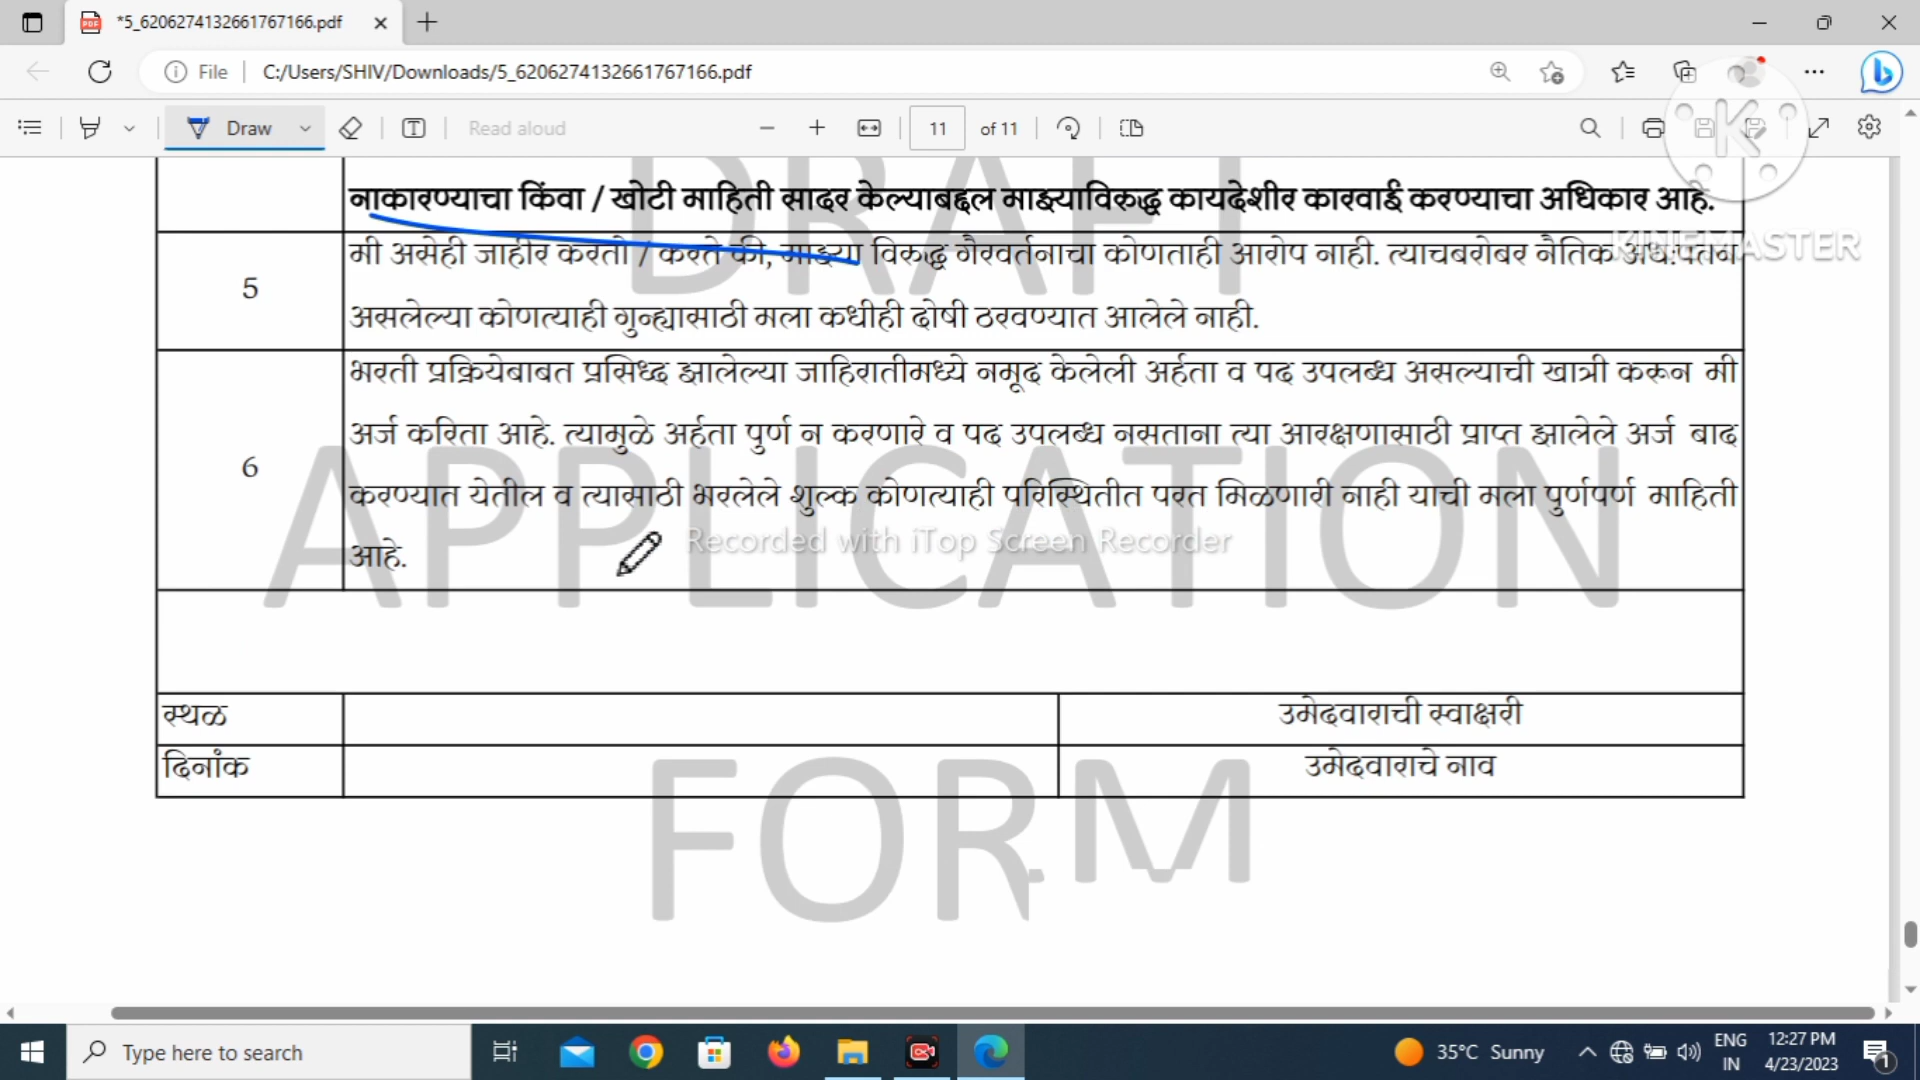 *5_6206274132661767166.pdf
File C:/Users/SHIV/Downloads/5_6206274132661767166.pdf
Draw Read aloud 11 of 11
DRAFT
नाकारण्याचा किंवा / खोटी माहिती सादर केल्याबद्दल माझ्याविरुद्ध कायदेशीर कारवाई करण्याचा अधिकार आहे.
KINEMASTER
5 मी असेही जाहीर करतो / करते की, माझ्या विरुद्ध गैरवर्तनाचा कोणताही आरोप नाही. त्याचबरोबर नैतिक अध:पतन
असलेल्या कोणत्याही गुन्ह्यासाठी मला कधीही दोषी ठरवण्यात आलेले नाही.
6 भरती प्रक्रियेबाबत प्रसिध्द झालेल्या जाहिरातीमध्ये नमूद केलेली अर्हता व पद उपलब्ध असल्याची खात्री करून मी
अर्ज करिता आहे. त्यामुळे अर्हता पुर्ण न करणारे व पद उपलब्ध नसताना त्या आरक्षणासाठी प्राप्त झालेले अर्ज बाद
करण्यात येतील व त्यासाठी भरलेले शुल्क कोणत्याही परिस्थितीत परत मिळणारी नाही याची मला पुर्णपर्ण माहिती
आहे.
APPLICATION
Recorded with iTop Screen Recorder
स्थळ उमेदवाराची स्वाक्षरी
दिनांक उमेदवाराचे नाव
FORM
Type here to search 35°C Sunny ENG 12:27 PM
IN 4/23/2023 1